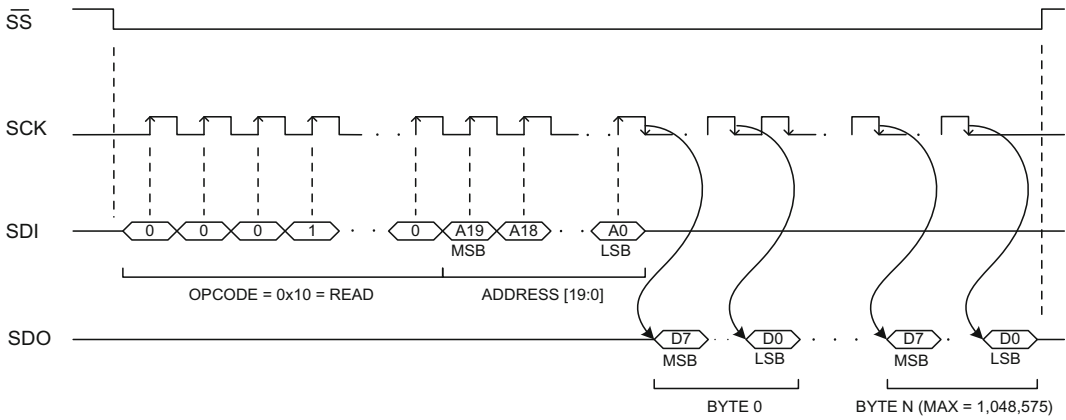 SS
SCK
SDI 0 0 0 1 0 A19 A18 A0
MSB LSB
OPCODE = 0x10 = READ ADDRESS [19:0]
SDO D7 D0 D7 D0
MSB LSB MSB LSB
BYTE 0 BYTE N (MAX = 1,048,575)